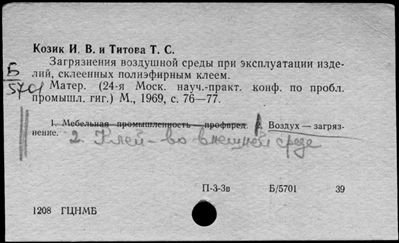 Козик И. В. и Титова Т. С.
Загрязнения воздушной среды при эксплуатации изде-
лий, склеенных полиэфирным клеем.
Б
5701
Матер. (24-я Моск. науч.-практ. конф. по пробл.
промышл. гиг.) М., 1969, с. 76—77.
1. Мебельная промышленность — профвред. Воздух — загряз-
нение.
2. Клей - во внешней среде
П-3-3в Б/5701 39
1208 ГЦНМБ